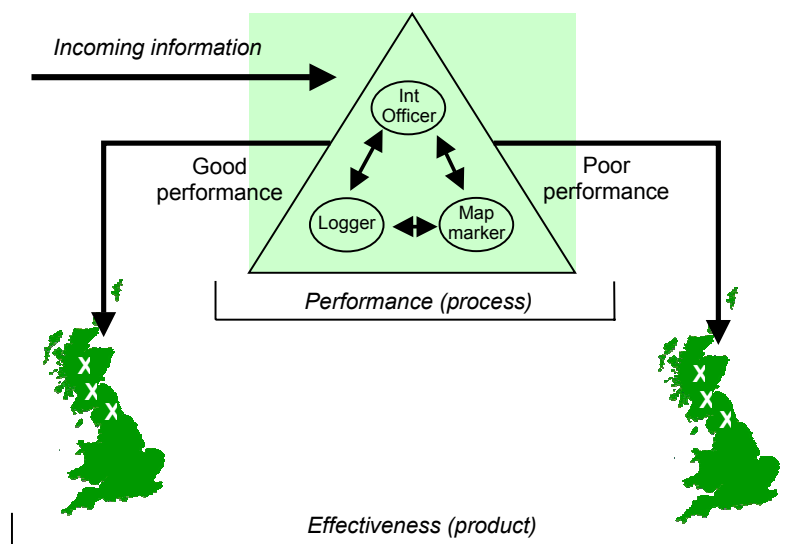 Incoming information
Int
Officer
Good
performance
Poor
performance
Logger
Map
marker
Performance (process)
X
X
X
X
X
X
Effectiveness (product)